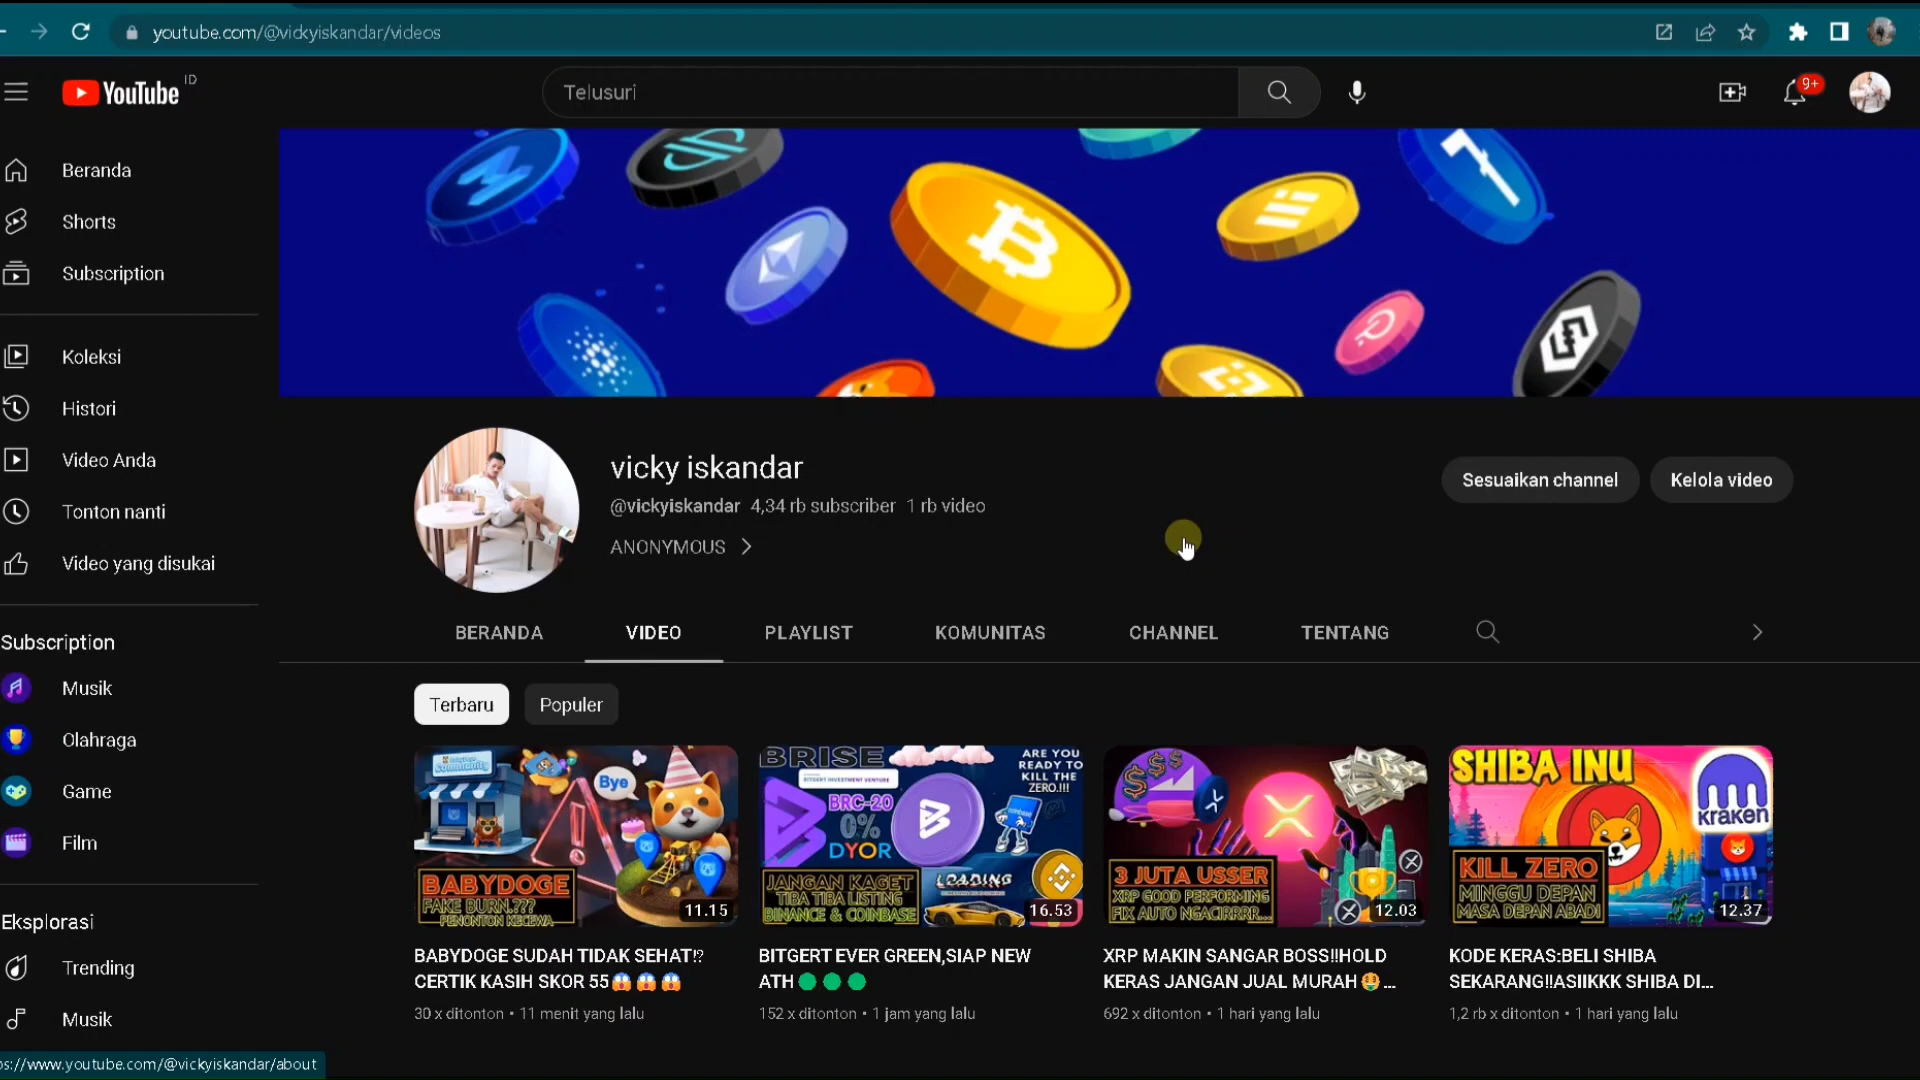 youtube.com/@vickyiskandar/videos
YouTube ID
Telusuri
9+
Beranda
Shorts
Subscription
Koleksi
Histori
Video Anda
Tonton nanti
Video yang disukai
Subscription
Musik
Olahraga
Game
Film
Eksplorasi
Trending
Musik
ps://www.youtube.com/@vickyiskandar/about
vicky iskandar
@vickyiskandar 4,34 rb subscriber 1 rb video
ANONYMOUS
Sesuaikan channel
Kelola video
BERANDA VIDEO PLAYLIST KOMUNITAS CHANNEL TENTANG
Terbaru Populer
Community
Bye
BABYDOGE
FAKE BURN.???
PENONTON KECEWA
11.15
BABYDOGE SUDAH TIDAK SEHAT!?
CERTIK KASIH SKOR 55😱😱😱
30 x ditonton • 11 menit yang lalu
BRISE
BITGERT INVESTMENT VENTURE
BRC-20
0%
DYOR
ARE YOU
READY TO
KILL THE
ZERO.!!!
JANGAN KAGET
TIBA TIBA LISTING
BINANCE & COINBASE
LOADING
16.53
BITGERT EVER GREEN,SIAP NEW
ATH🟢🟢🟢
152 x ditonton • 1 jam yang lalu
$$$
3 JUTA USSER
XRP GOOD PERFORMING
FIX AUTO NGACIRRRR...
12.03
XRP MAKIN SANGAR BOSS!!HOLD
KERAS JANGAN JUAL MURAH🤑...
692 x ditonton • 1 hari yang lalu
SHIBA INU
kraken
KILL ZERO
MINGGU DEPAN
MASA DEPAN ABADI
12.37
KODE KERAS:BELI SHIBA
SEKARANG!!ASIIKKK SHIBA DI...
1,2 rb x ditonton • 1 hari yang lalu